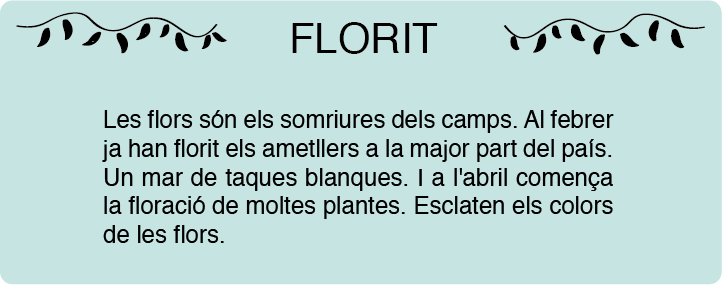 FLORIT
Les flors són els somriures dels camps. Al febrer
ja han florit els ametllers a la major part del país.
Un mar de taques blanques. I a l'abril comença
la floració de moltes plantes. Esclaten els colors
de les flors.